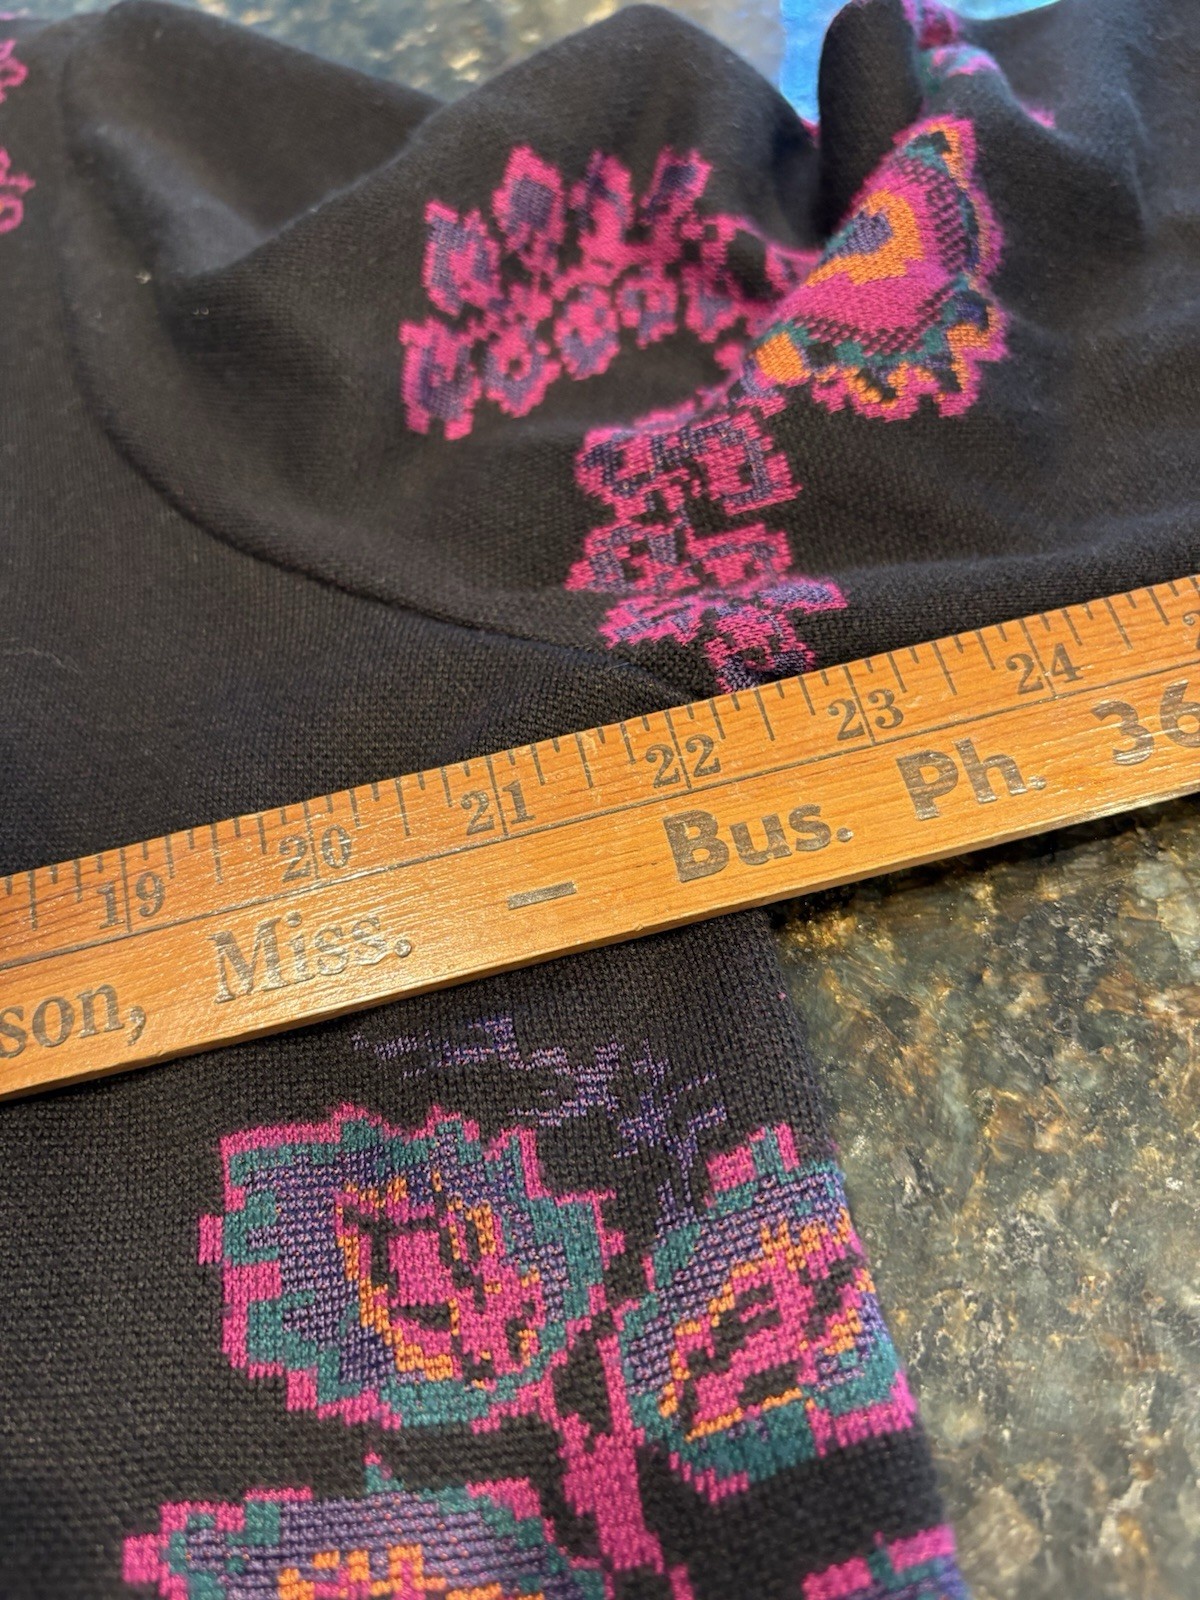 19 20 21 22 23 24
son, Miss. — Bus. Ph. 36